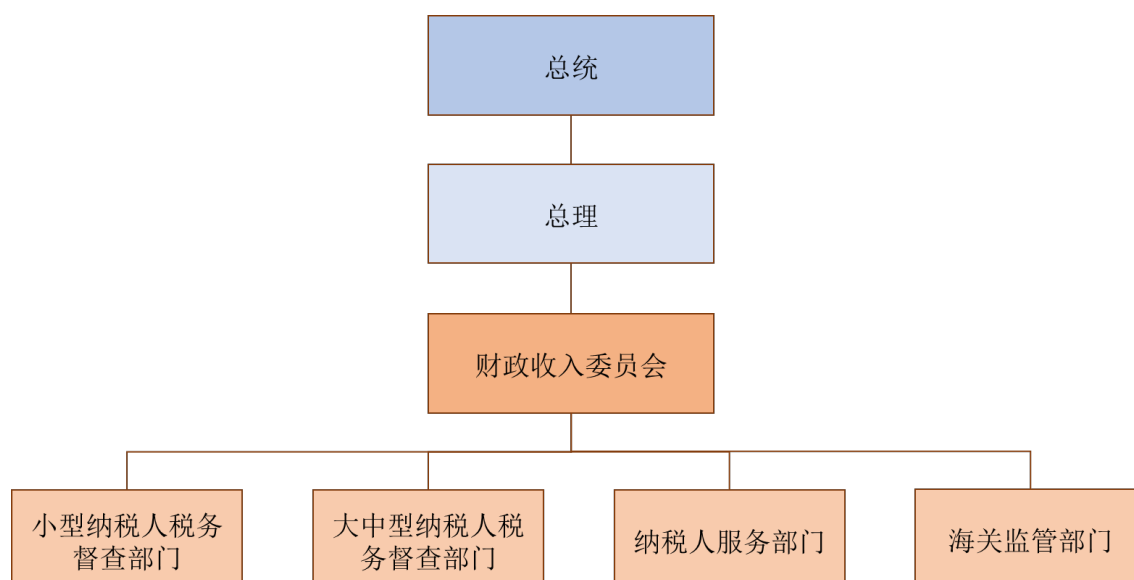 总统
总理
财政收入委员会
小型纳税人税务
督查部门
大中型纳税人税
务督查部门
纳税人服务部门
海关监管部门